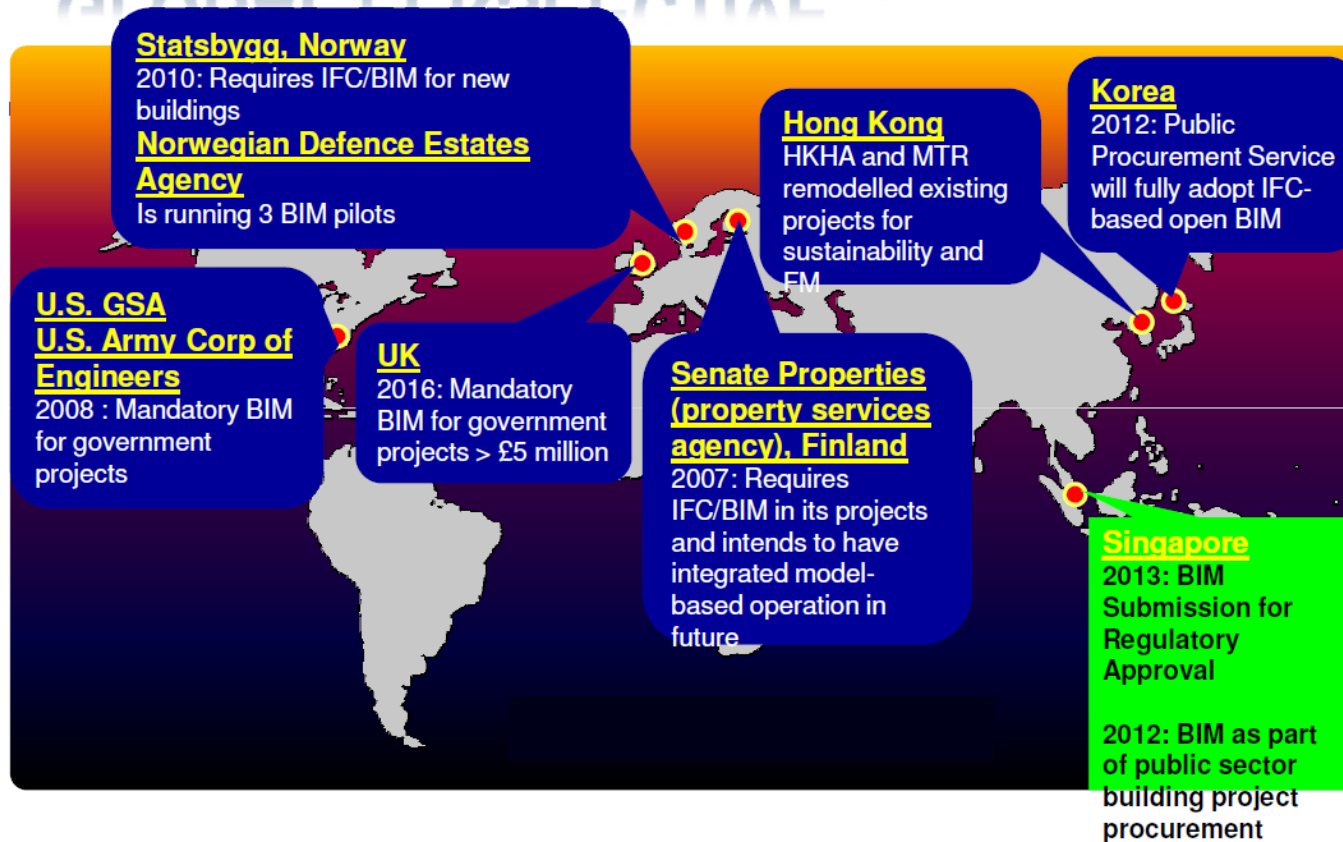 Statsbygg, Norway
2010: Requires IFC/BIM for new
buildings
Norwegian Defence Estates
Agency
Is running 3 BIM pilots
Hong Kong
HKHA and MTR
remodelled existing
projects for
sustainability and
FM
Korea
2012: Public
Procurement Service
will fully adopt IFC-
based open BIM
U.S. GSA
U.S. Army Corp of
Engineers
2008 : Mandatory BIM
for government
projects
UK
2016: Mandatory
BIM for government
projects > £5 million
Senate Properties
(property services
agency), Finland
2007: Requires
IFC/BIM in its projects
and intends to have
integrated model-
based operation in
future
Singapore
2013: BIM
Submission for
Regulatory
Approval
2012: BIM as part
of public sector
building project
procurement